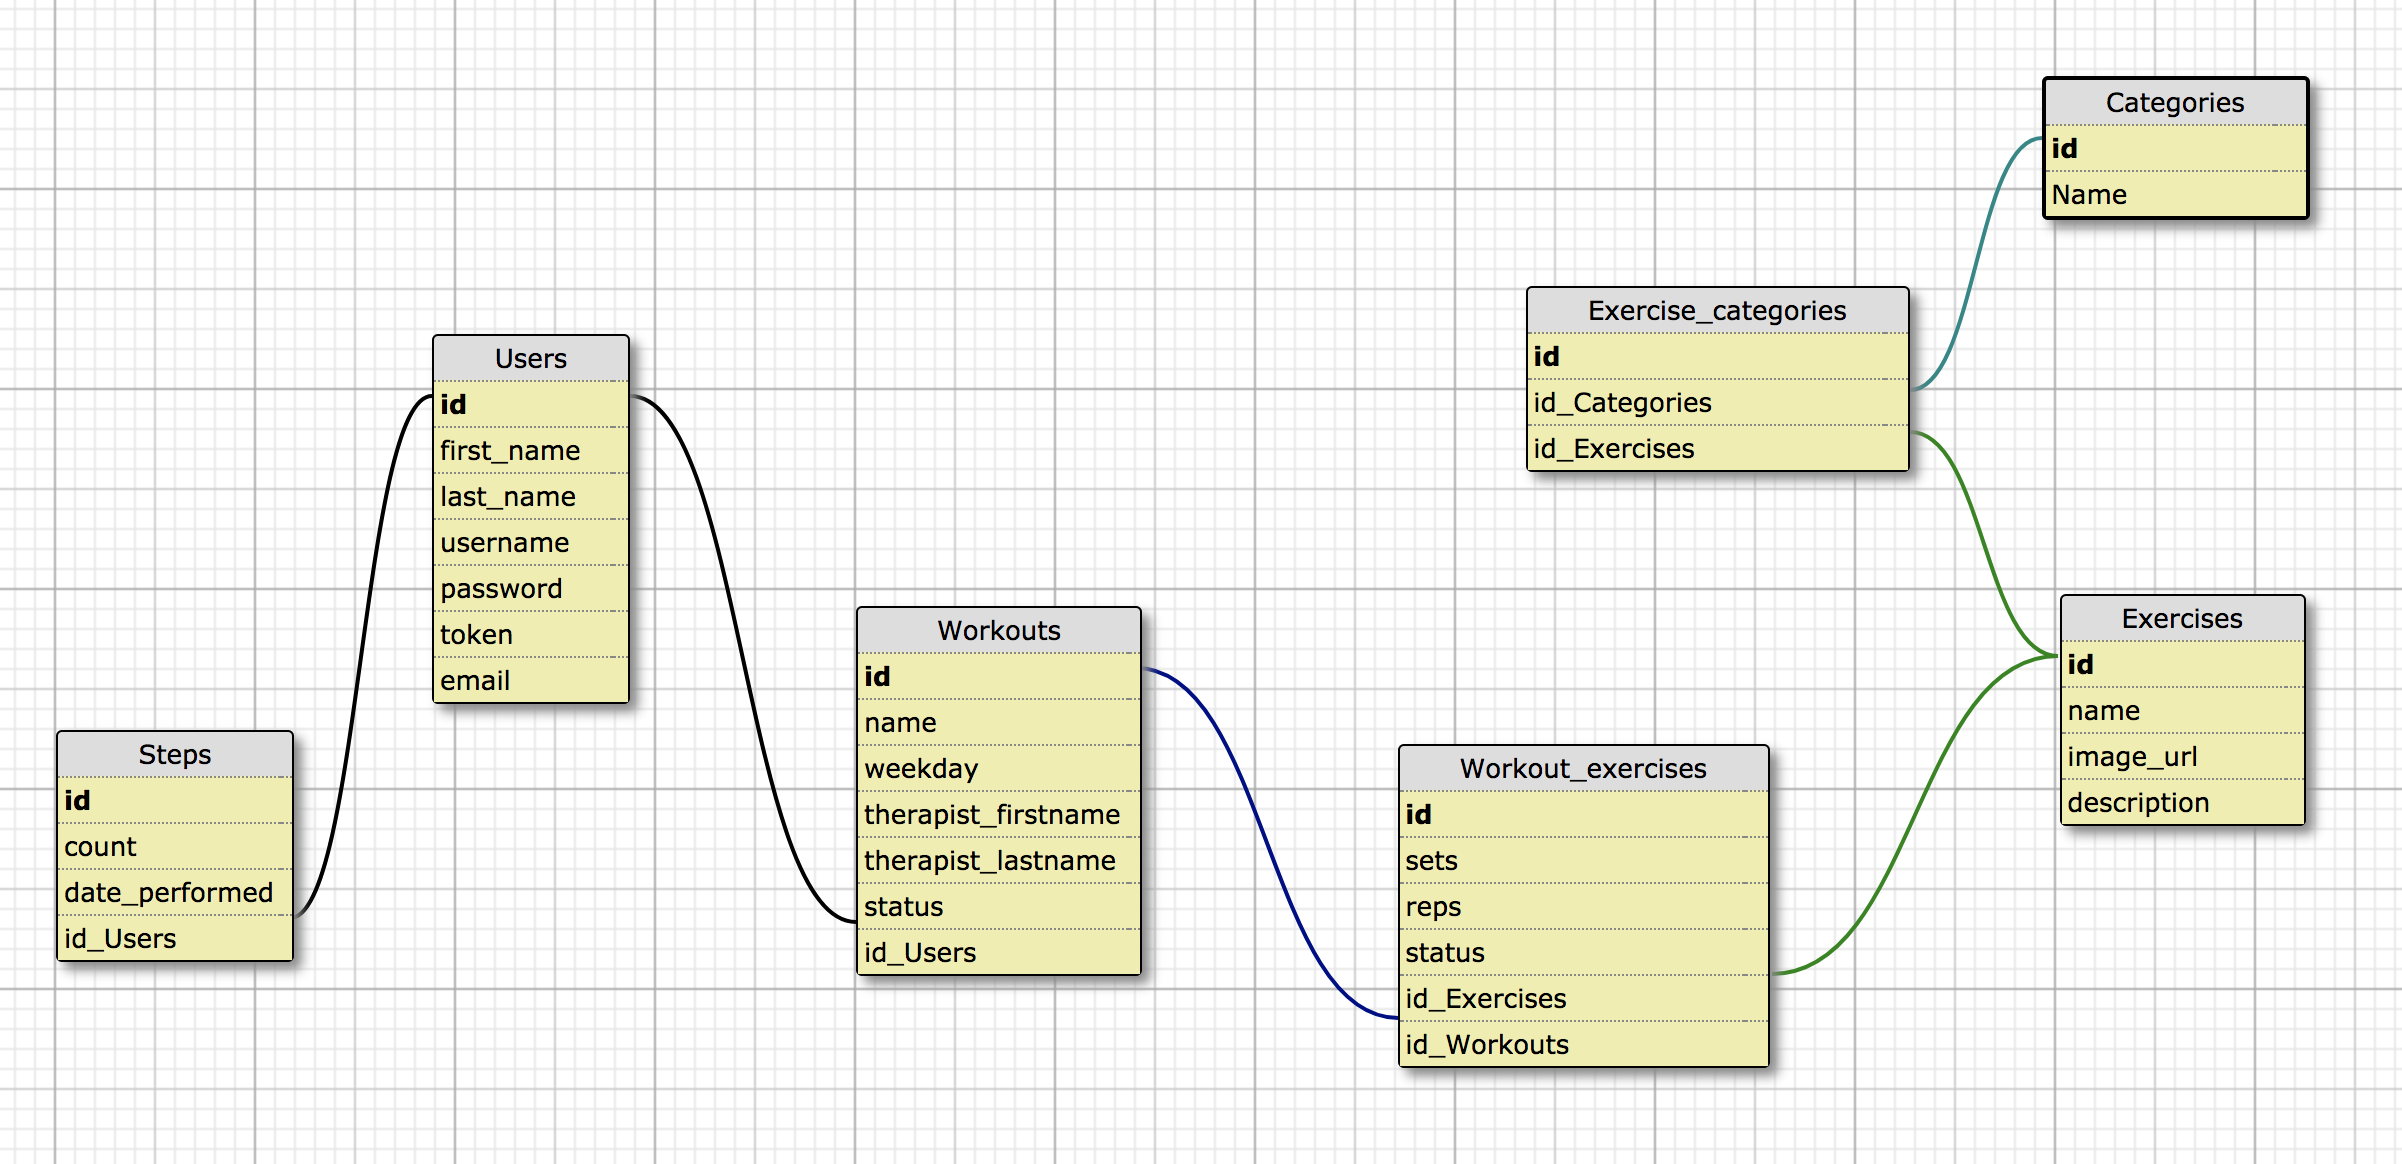 Categories
id
Name
Exercise_categories
id
id_Categories
id_Exercises
Users
id
first_name
last_name
username
password
token
email
Exercises
id
name
image_url
description
Workouts
id
name
weekday
therapist_firstname
therapist_lastname
status
id_Users
Steps
id
count
date_performed
id_Users
Workout_exercises
id
sets
reps
status
id_Exercises
id_Workouts